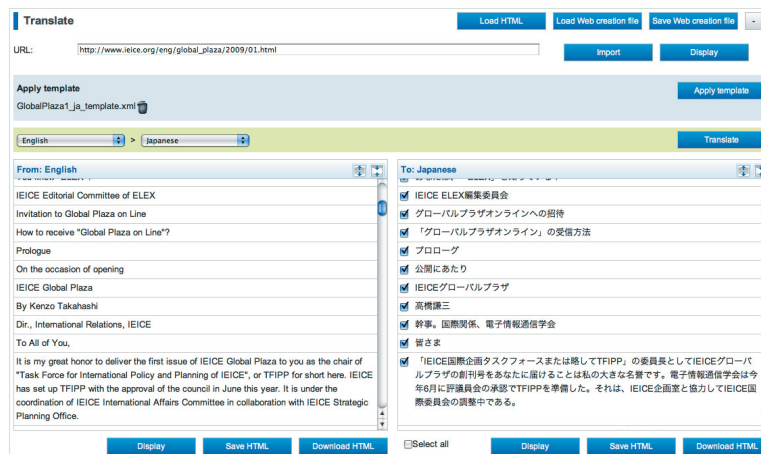 Translate
Load HTML
Load Web creation file
Save Web creation file
-
URL:
http://www.ieice.org/eng/global_plaza/2009/01.html
Import
Display
Apply template
Apply template
GlobalPlaza1_ja_template.xml
English
>
Japanese
Translate
From: English
IEICE Editorial Committee of ELEX
Invitation to Global Plaza on Line
How to receive "Global Plaza on Line"?
Prologue
On the occasion of opening
IEICE Global Plaza
By Kenzo Takahashi
Dir., International Relations, IEICE
To All of You,
It is my great honor to deliver the first issue of IEICE Global Plaza to you as the chair of
"Task Force for International Policy and Planning of IEICE", or TFIPP for short here. IEICE
has set up TFIPP with the approval of the council in June this year. It is under the
coordination of IEICE International Affairs Committee in collaboration with IEICE Strategic
Planning Office.
Display
Save HTML
Download HTML
To: Japanese
IEICE ELEX編集委員会
グローバルプラザオンラインへの招待
「グローバルプラザオンライン」の受信方法
プロローグ
公開にあたり
IEICEグローバルプラザ
高橋謙三
幹事。国際関係、電子情報通信学会
皆さま
「IEICE国際企画タスクフォースまたは略してTFIPP」の委員長としてIEICEグローバ
ルプラザの創刊号をあなたに届けることは私の大きな名誉です。電子情報通信学会は今
年6月に評議員会の承認でTFIPPを準備した。それは、IEICE企画室と協力してIEICE国
際委員会の調整中である。
Select all
Display
Save HTML
Download HTML